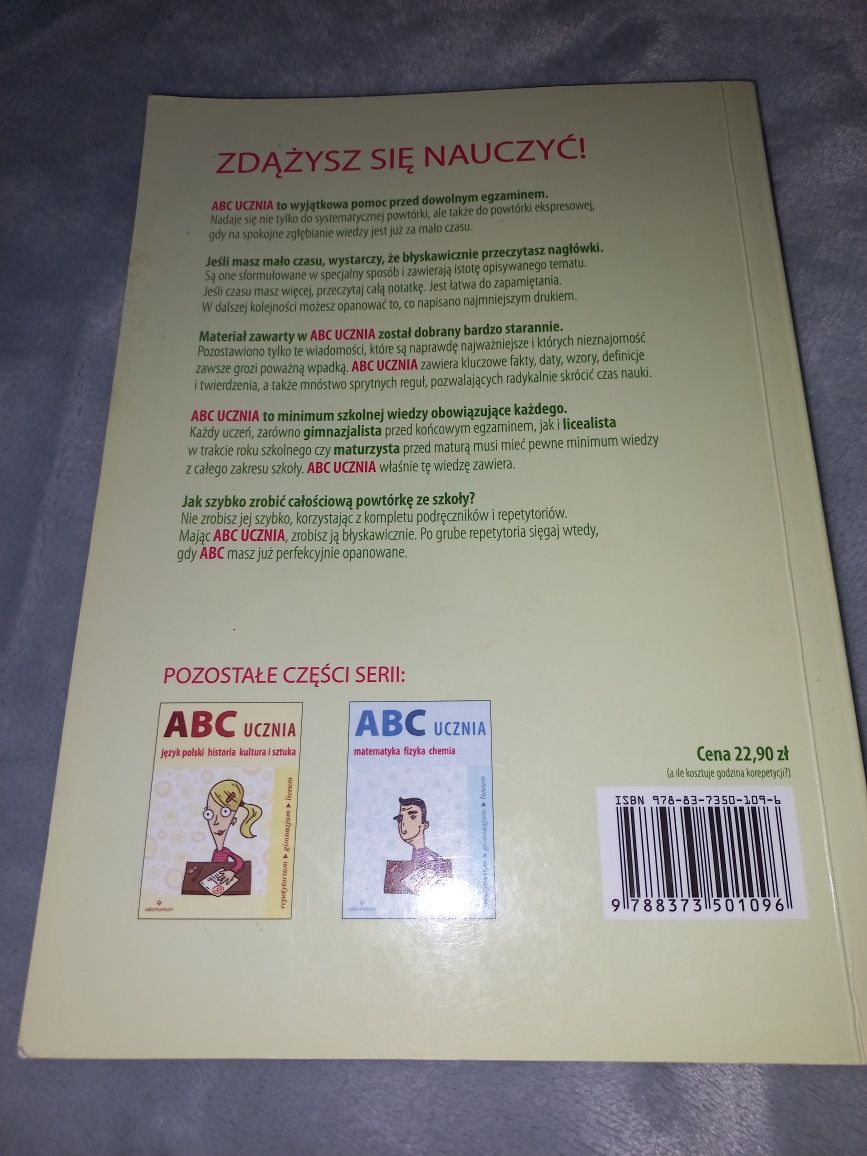 ZDĄŻYSZ SIĘ NAUCZYĆ!
ABC UCZNIA to wyjątkowa pomoc przed dowolnym egzaminem.
Nadaje się nie tylko do systematycznej powtórki, ale także do powtórki ekspresowej,
gdy na spokojne zgłębianie wiedzy jest już za mało czasu.
Jeśli masz mało czasu, wystarczy, że błyskawicznie przeczytasz nagłówki.
Są one sformułowane w specjalny sposób i zawierają istotę opisywanego tematu.
Jeśli czasu masz więcej, przeczytaj całą notatkę. Jest łatwa do zapamiętania.
W dalszej kolejności możesz opanować to, co napisano najmniejszym drukiem.
Materiał zawarty w ABC UCZNIA został dobrany bardzo starannie.
Pozostawiono tylko te wiadomości, które są naprawdę najważniejsze i których nieznajomość
zawsze grozi poważną wpadką. ABC UCZNIA zawiera kluczowe fakty, daty, wzory, definicje
i twierdzenia, a także mnóstwo sprytnych reguł, pozwalających radykalnie skrócić czas nauki.
ABC UCZNIA to minimum szkolnej wiedzy obowiązujące każdego.
Każdy uczeń, zarówno gimnazjalista przed końcowym egzaminem, jak i licealista
w trakcie roku szkolnego czy maturzysta przed maturą musi mieć pewne minimum wiedzy
z całego zakresu szkoły. ABC UCZNIA właśnie tę wiedzę zawiera.
Jak szybko zrobić całościową powtórkę ze szkoły?
Nie zrobisz jej szybko, korzystając z kompletu podręczników i repetytoriów.
Mając ABC UCZNIA, zrobisz ją błyskawicznie. Po grube repetytoria sięgaj wtedy,
gdy ABC masz już perfekcyjnie opanowane.
POZOSTAŁE CZĘŚCI SERII:
ABC UCZNIA
język polski historia kultura i sztuka
repetytorium gimnazjum liceum
adamantan
ABC UCZNIA
matematyka fizyka chemia
gimnazjum liceum
adamantan
Cena 22,90 zł
(a ile kosztuje godzina korepetycji?)
ISBN 978-83-7350-109-6
9 788373 501096